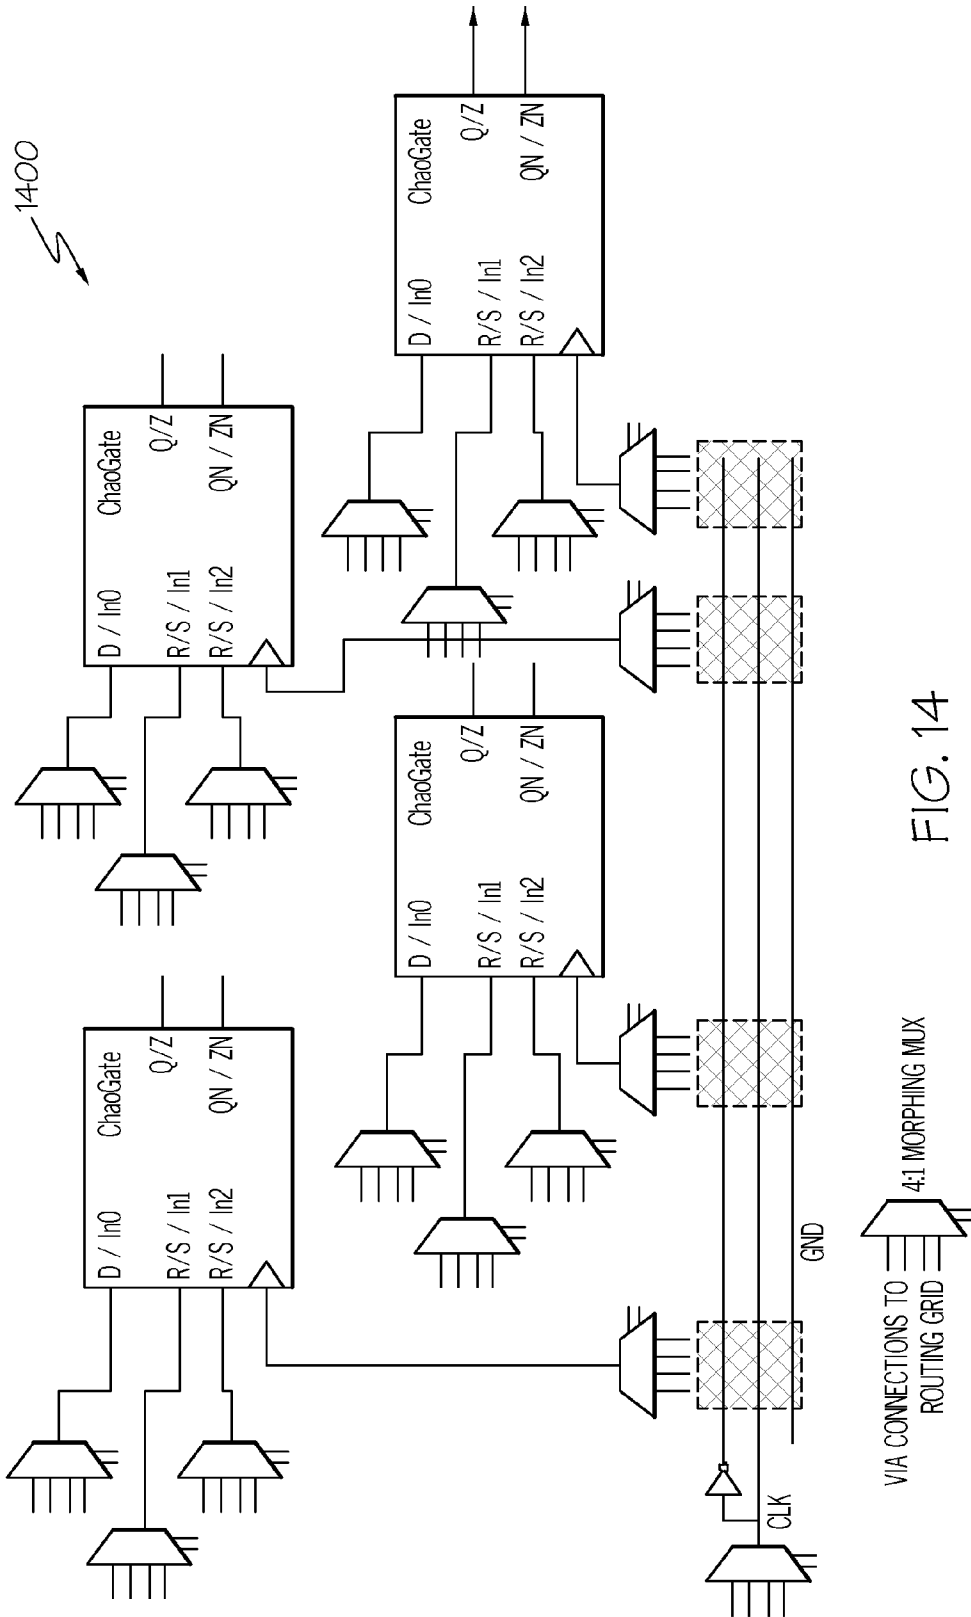 1400
ChaoGate
D / In0
Q/Z
R/S / In1
R/S / In2
QN / ZN
ChaoGate
D / In0
Q/Z
R/S / In1
R/S / In2
QN / ZN
ChaoGate
D / In0
Q/Z
R/S / In1
R/S / In2
QN / ZN
ChaoGate
D / In0
Q/Z
R/S / In1
R/S / In2
QN / ZN
CLK
GND
VIA CONNECTIONS TO
ROUTING GRID
4:1 MORPHING MUX
FIG. 14